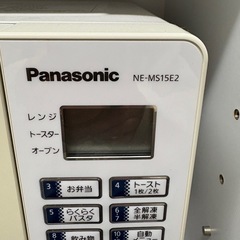 Panasonic NE-MS15E2
レンジ
トースター
オーブン
3 お弁当
4 トースト 1枚/2枚
5 らくらくパスタ
6 全解凍 半解凍
8 飲み物
10 自動